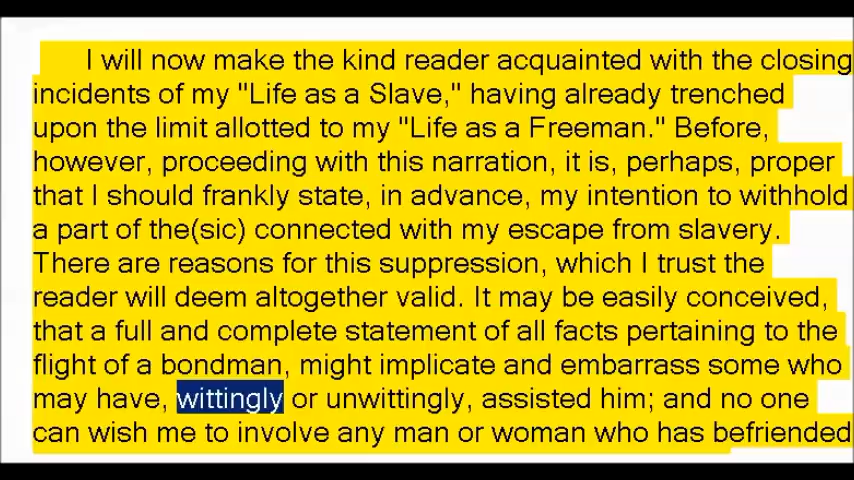 I will now make the kind reader acquainted with the closing
incidents of my "Life as a Slave," having already trenched
upon the limit allotted to my "Life as a Freeman." Before,
however, proceeding with this narration, it is, perhaps, proper
that I should frankly state, in advance, my intention to withhold
a part of the(sic) connected with my escape from slavery.
There are reasons for this suppression, which I trust the
reader will deem altogether valid. It may be easily conceived,
that a full and complete statement of all facts pertaining to the
flight of a bondman, might implicate and embarrass some who
may have, wittingly or unwittingly, assisted him; and no one
can wish me to involve any man or woman who has befriended